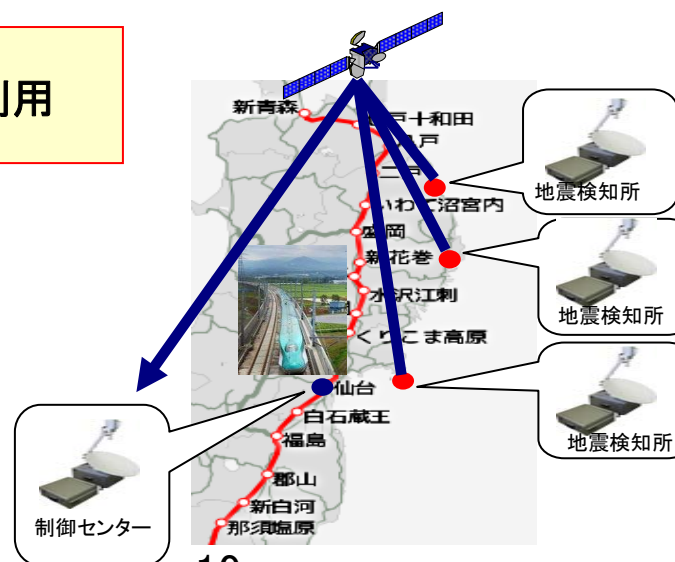 利用
新青森
戸十和田
八戸
二戸
いわて沼宮内
盛岡
新花巻
水沢江刺
くりこま高原
仙台
白石蔵王
福島
郡山
新白河
那須塩原
地震検知所
地震検知所
地震検知所
制御センター